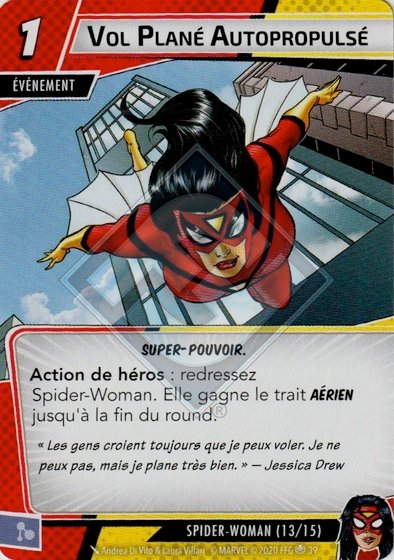 1
Vol Plané Autopropulsé
ÉVÉNEMENT
SUPER-POUVOIR.
Action de héros : redressez
Spider-Woman. Elle gagne le trait AÉRIEN
jusqu'à la fin du round.
« Les gens croient toujours que je peux voler. Je ne
peux pas, mais je plane très bien. » — Jessica Drew
SPIDER-WOMAN (13/15)
Andrea Di Vito & Laura Villari © MARVEL © 2020 FFG 39